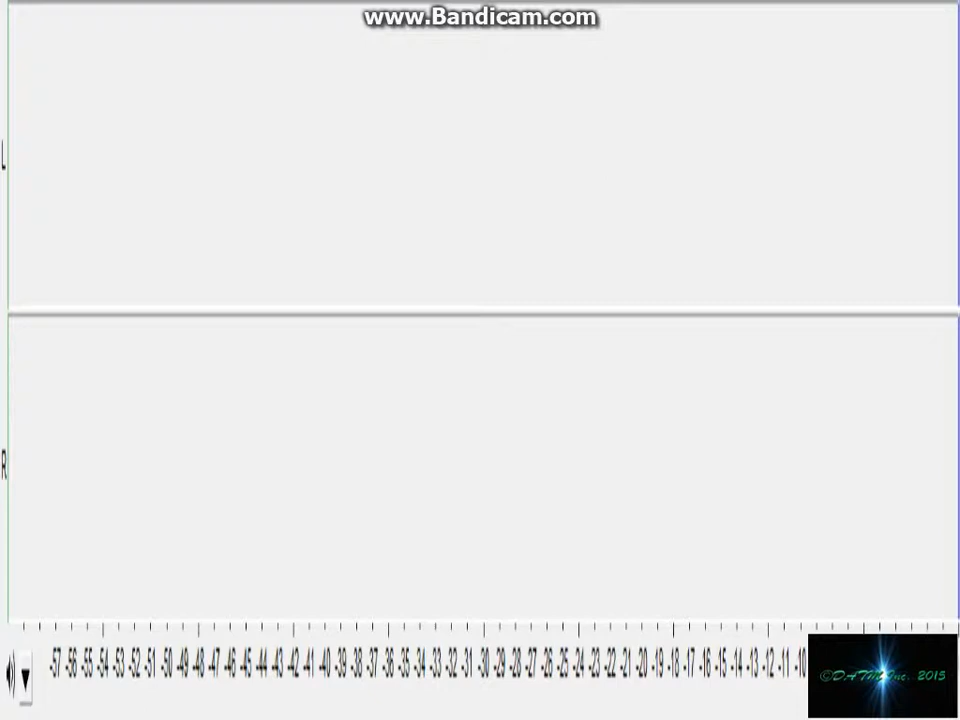 www.Bandicam.com
L
R
-57 -56 -55 -54 -53 -52 -51 -50 -49 -48 -47 -46 -45 -44 -43 -42 -41 -40 -39 -38 -37 -36 -35 -34 -33 -32 -31 -30 -29 -28 -27 -26 -25 -24 -23 -22 -21 -20 -19 -18 -17 -16 -15 -14 -13 -12 -11 -10
©DATM Inc. 2015